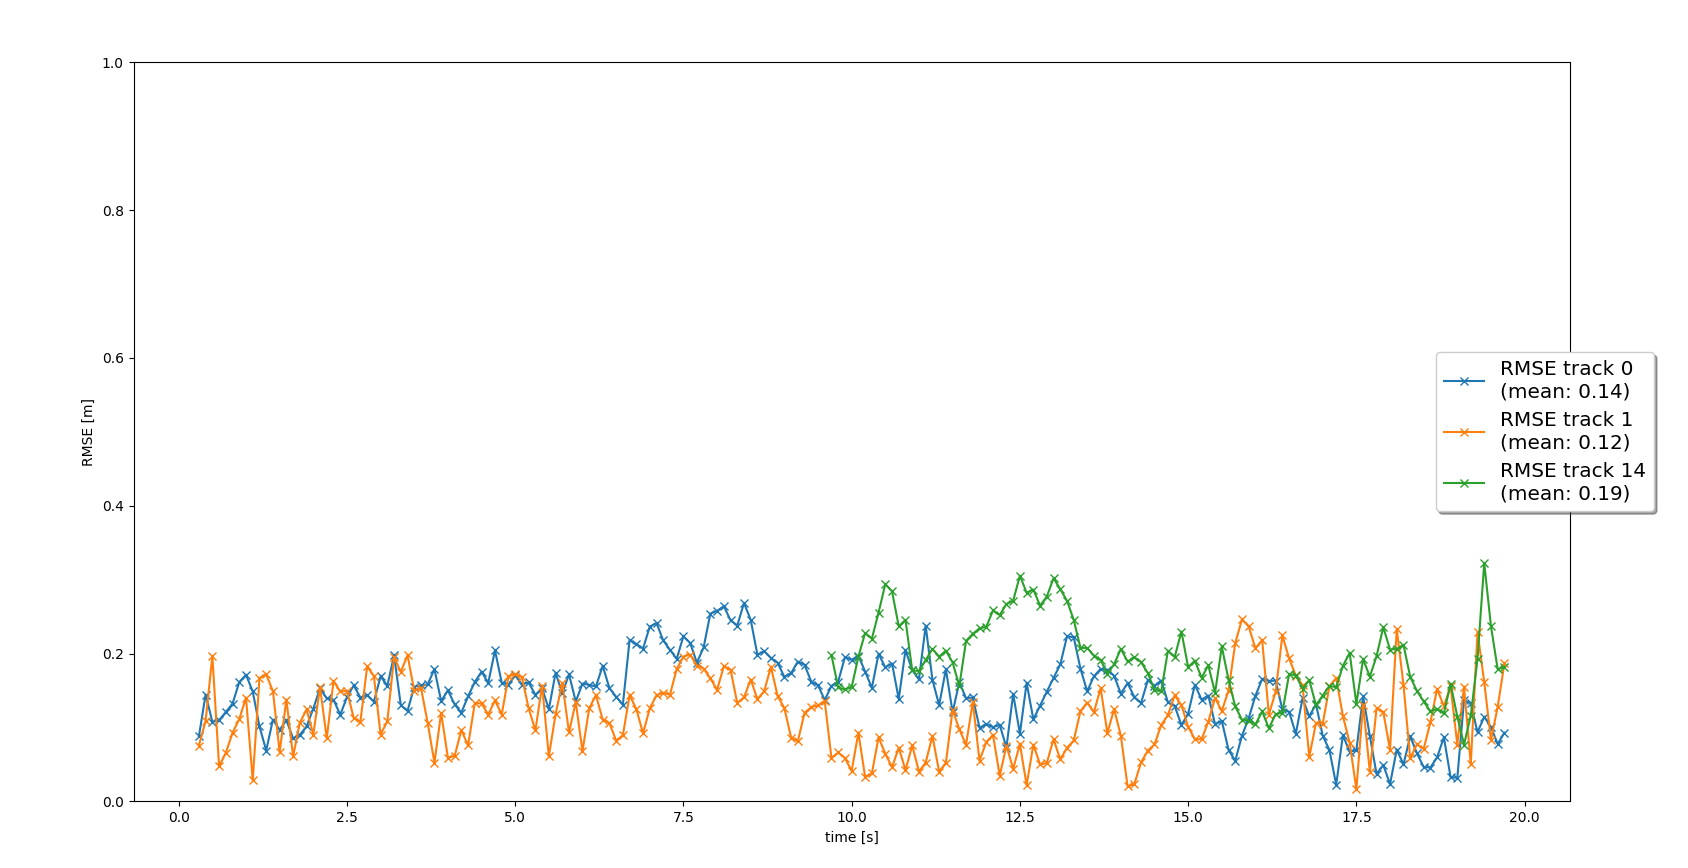 1.0
0.8
0.6
0.4
0.2
0.0
RMSE [m]
0.0 2.5 5.0 7.5 10.0 12.5 15.0 17.5 20.0
time [s]
RMSE track 0
(mean: 0.14)
RMSE track 1
(mean: 0.12)
RMSE track 14
(mean: 0.19)